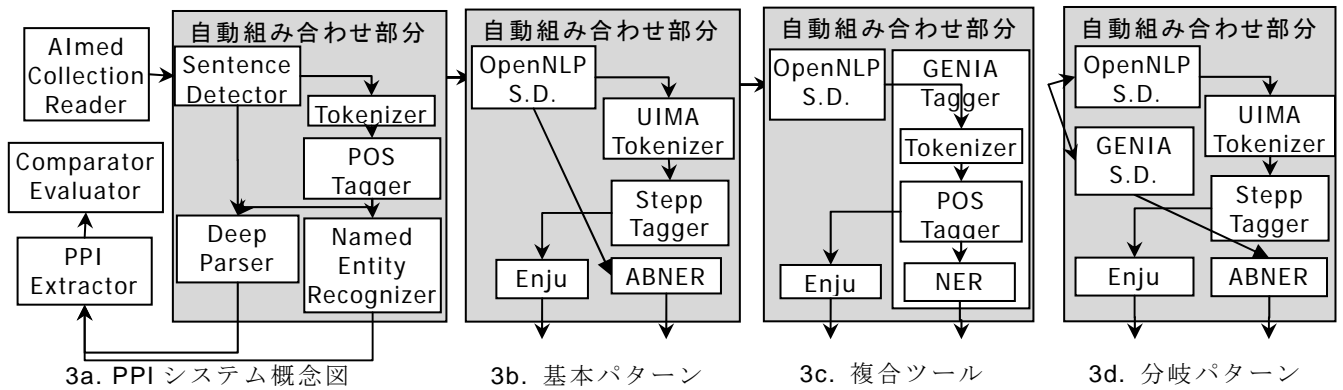 AImed
Collection
Reader
Comparator
Evaluator
PPI
Extractor
自動組み合わせ部分
Sentence
Detector
Tokenizer
POS
Tagger
Deep
Parser
Named
Entity
Recognizer
3a. PPI システム概念図
自動組み合わせ部分
OpenNLP
S.D.
UIMA
Tokenizer
Stepp
Tagger
Enju
ABNER
3b. 基本パターン
自動組み合わせ部分
OpenNLP
S.D.
GENIA
Tagger
Tokenizer
POS
Tagger
Enju
NER
3c. 複合ツール
自動組み合わせ部分
OpenNLP
S.D.
UIMA
Tokenizer
GENIA
S.D.
Stepp
Tagger
Enju
ABNER
3d. 分岐パターン